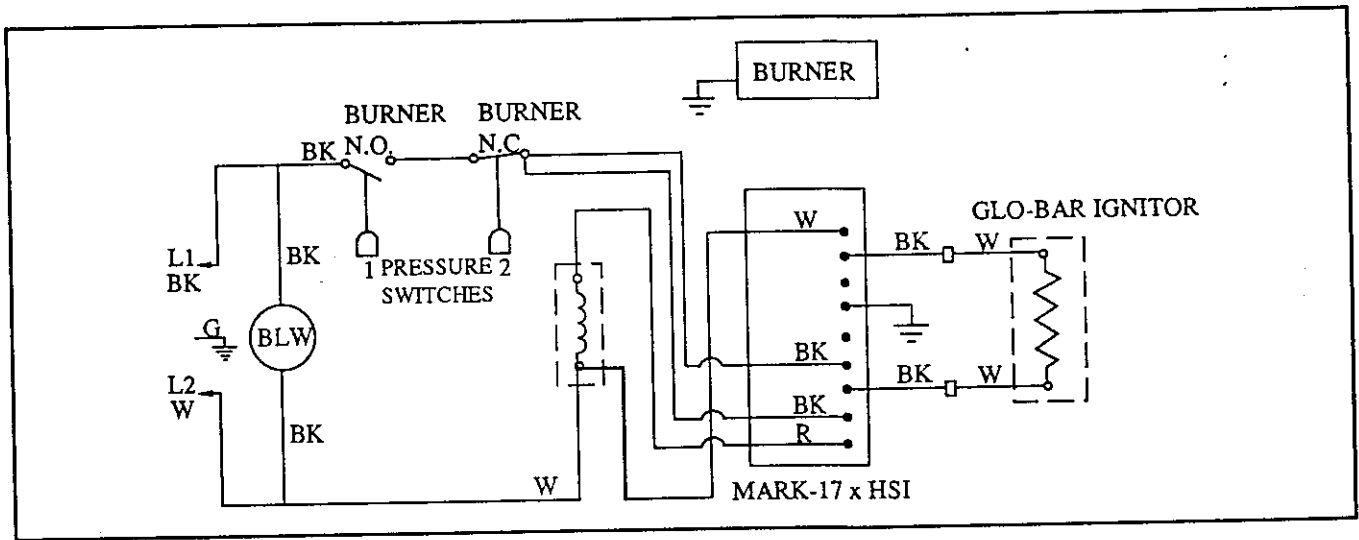 BURNER
BURNER BURNER
BK N.O. N.C.
W
GLO-BAR IGNITOR
BK W
L1
BK
BK
1 PRESSURE 2
SWITCHES
G
BLW
BK
BK W
L2
W
BK
BK
R
W
MARK-17 x HSI